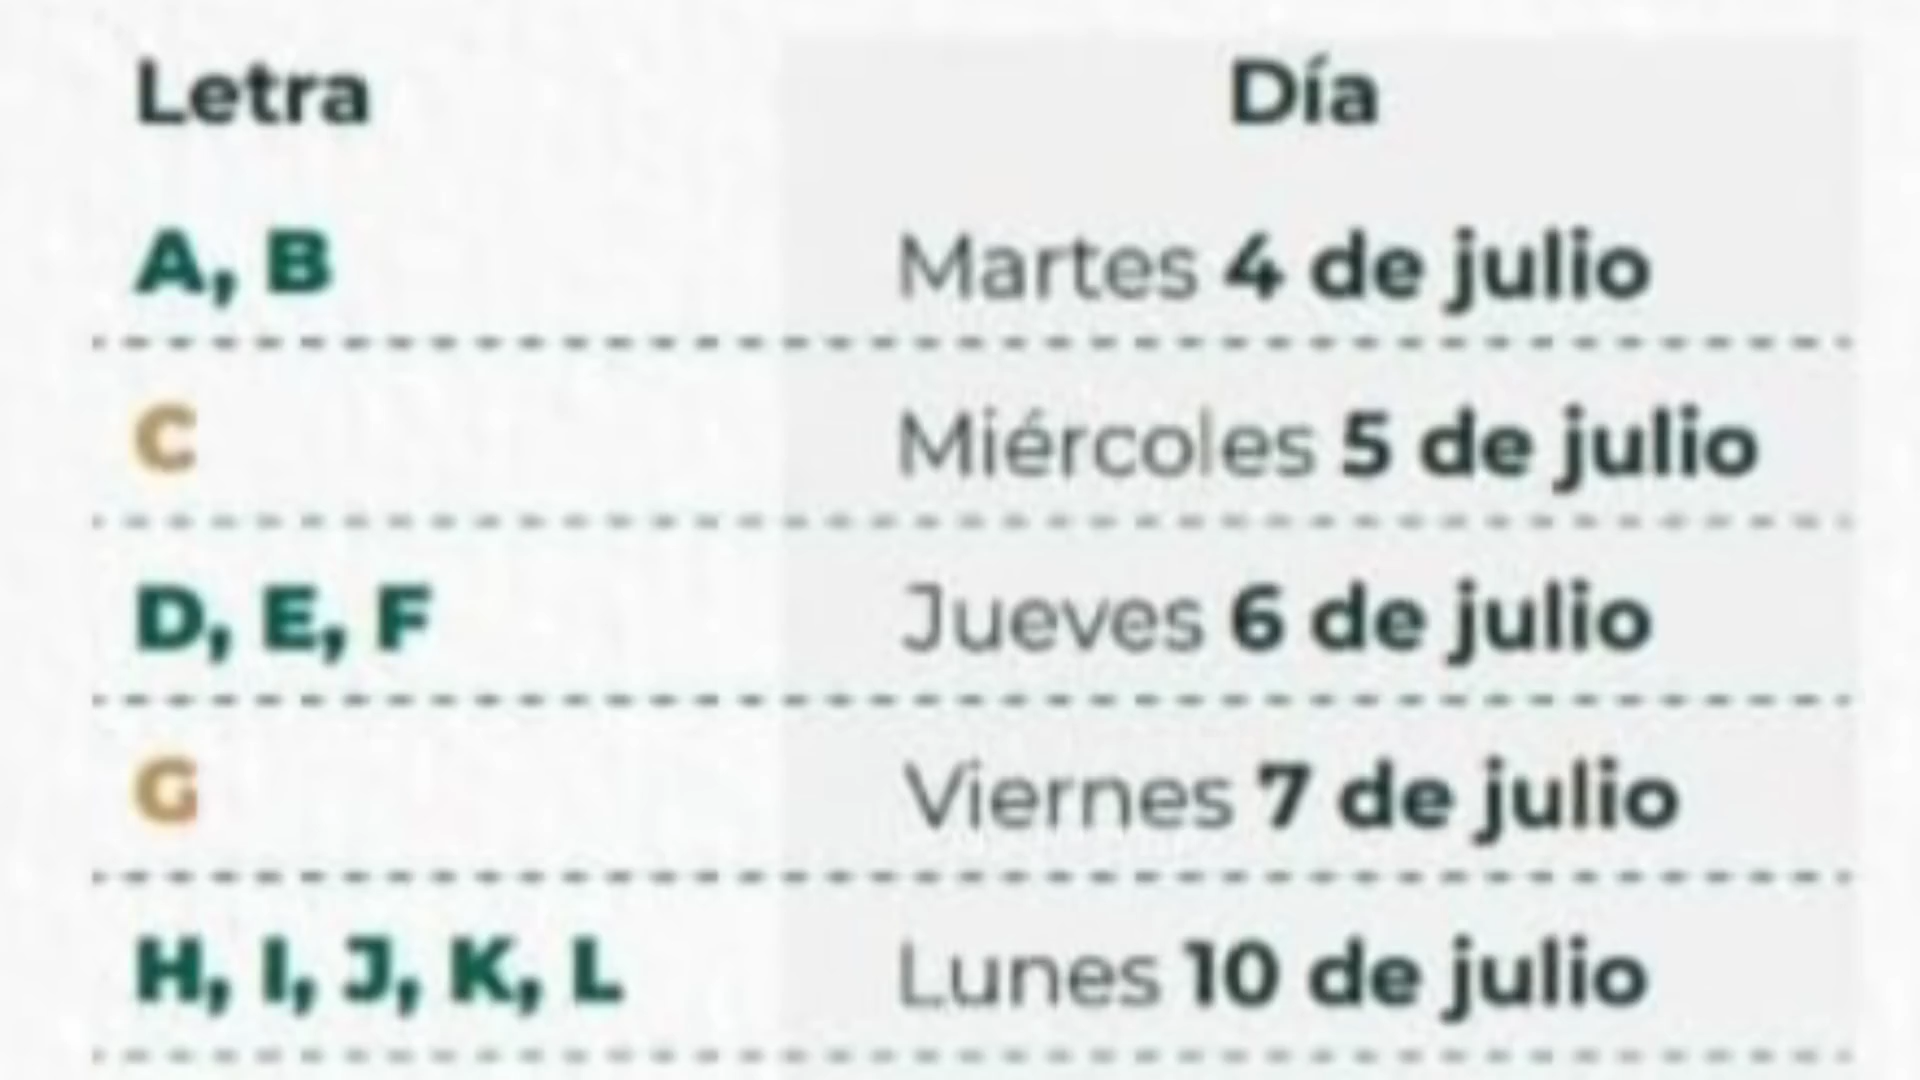 Letra Día
A, B Martes 4 de julio
C Miércoles 5 de julio
D, E, F Jueves 6 de julio
G Viernes 7 de julio
H, I, J, K, L Lunes 10 de julio